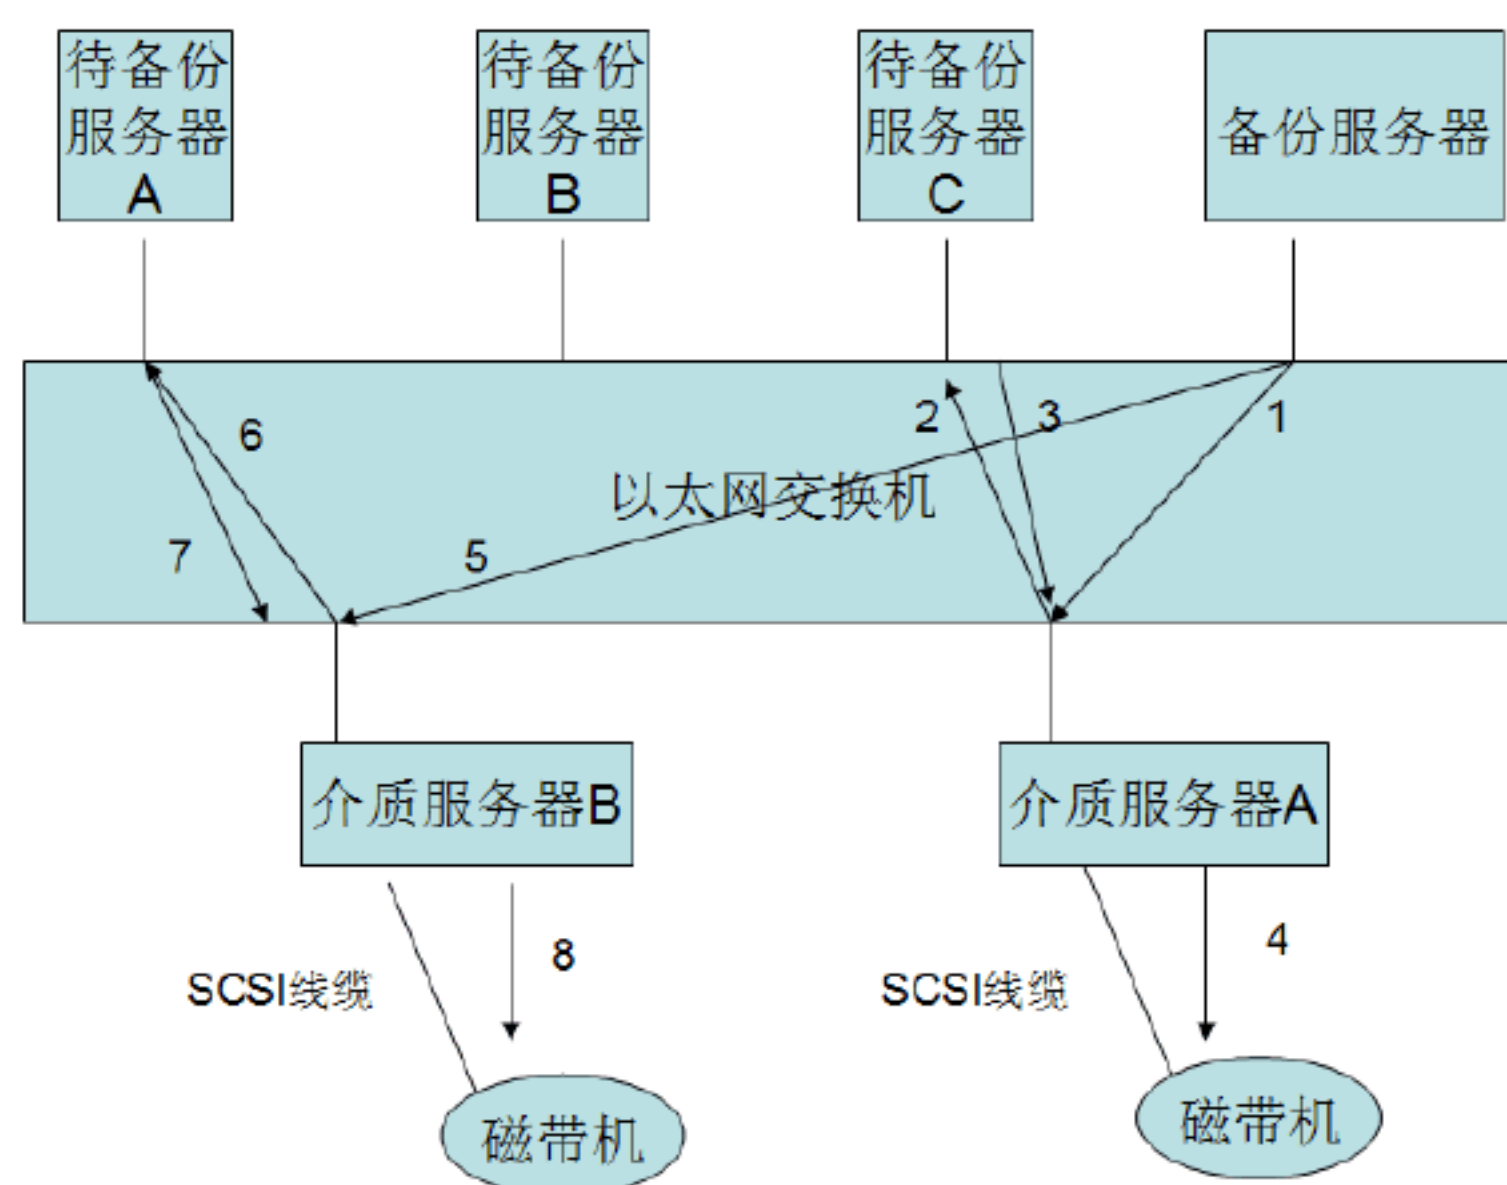 待备份
服务器
A
待备份
服务器
B
待备份
服务器
C
备份服务器
6
2
3
1
以太网交换机
7
5
介质服务器B
介质服务器A
8
4
SCSI线缆
SCSI线缆
磁带机
磁带机